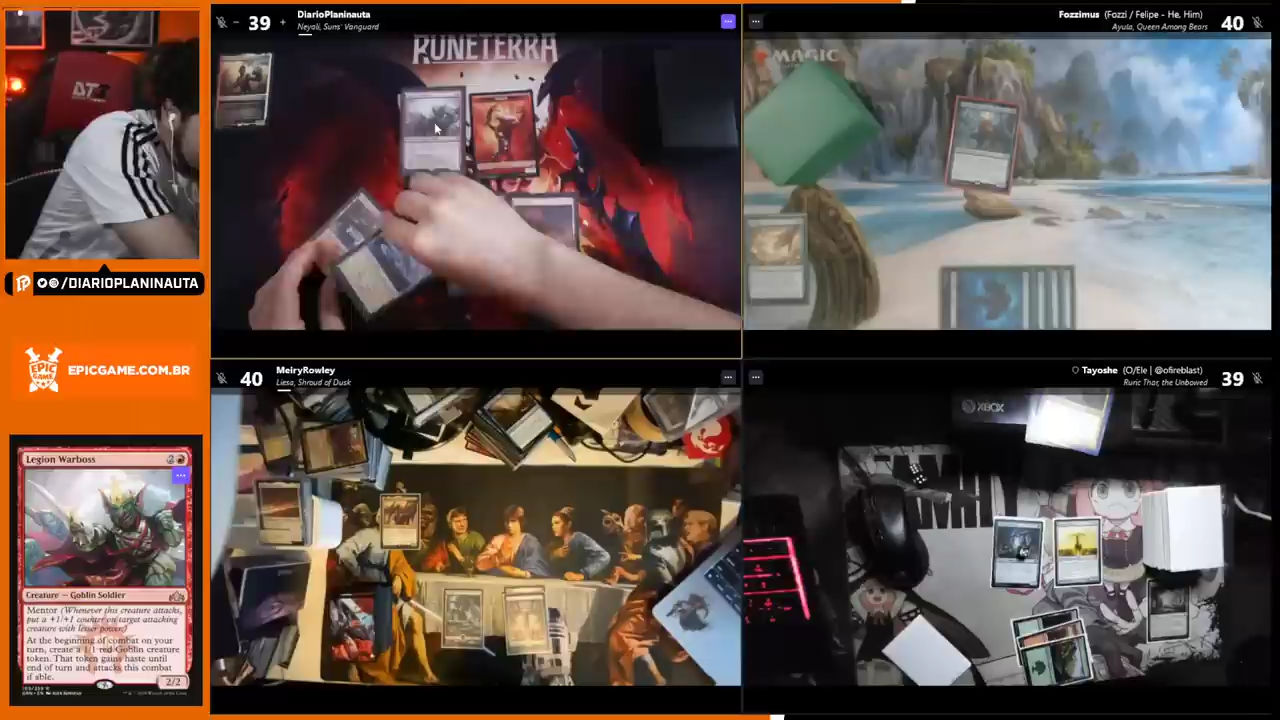 39
DiarioPlaninauta
Neyali, Suns' Vanguard
RUNETERRA
Fozzimus (Fozzi / Felipe - He, Him)
Ayula, Queen Among Bears
40
MAGIC
/DIARIOPLANINAUTA
EPIC GAME
EPICGAME.COM.BR
40
MeiryRowley
Liesa, Shroud of Dusk
Tayoshe (O/Ele | @ofireblast)
Ruric Thar, the Unbowed
39
XBOX
Legion Warboss
Creature — Goblin Soldier
Mentor (Whenever this creature attacks,
put a +1/+1 counter on target attacking
creature with lesser power.)
At the beginning of combat on your
turn, create a 1/1 red Goblin creature
token. That token gains haste until
end of turn and attacks this combat
if able.
2/2